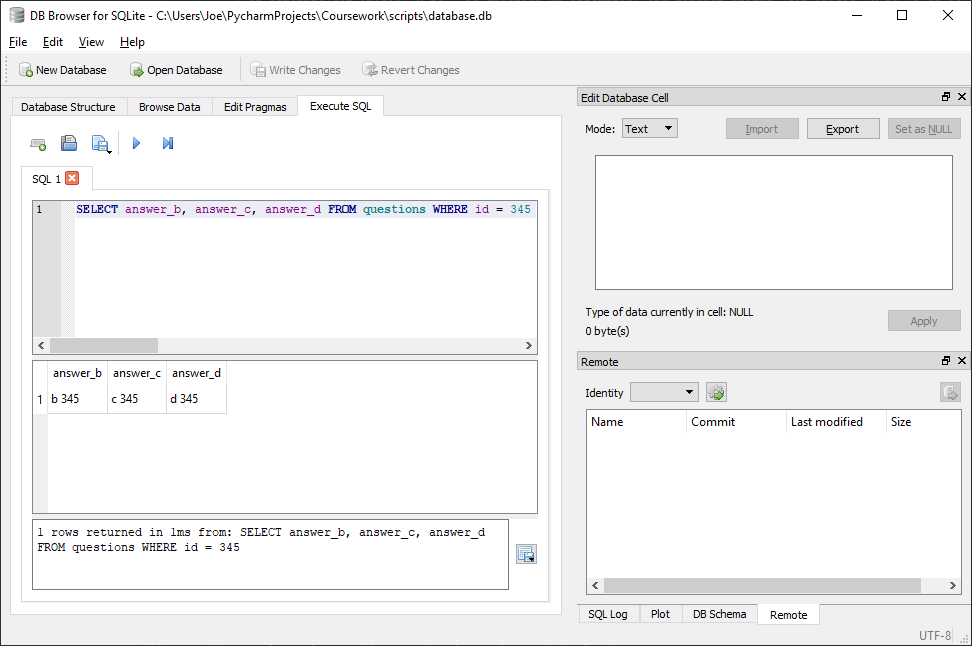 DB Browser for SQLite - C:\Users\Joe\PycharmProjects\Coursework\scripts\database.db
File Edit View Help
New Database Open Database Write Changes Revert Changes
Database Structure Browse Data Edit Pragmas Execute SQL
SQL 1
1 SELECT answer_b, answer_c, answer_d FROM questions WHERE id = 345
answer_b answer_c answer_d
1 b 345 c 345 d 345
1 rows returned in 1ms from: SELECT answer_b, answer_c, answer_d
FROM questions WHERE id = 345
Edit Database Cell
Mode: Text Import Export Set as NULL
Type of data currently in cell: NULL
0 byte(s)
Apply
Remote
Identity
Name Commit Last modified Size
SQL Log Plot DB Schema Remote
UTF-8